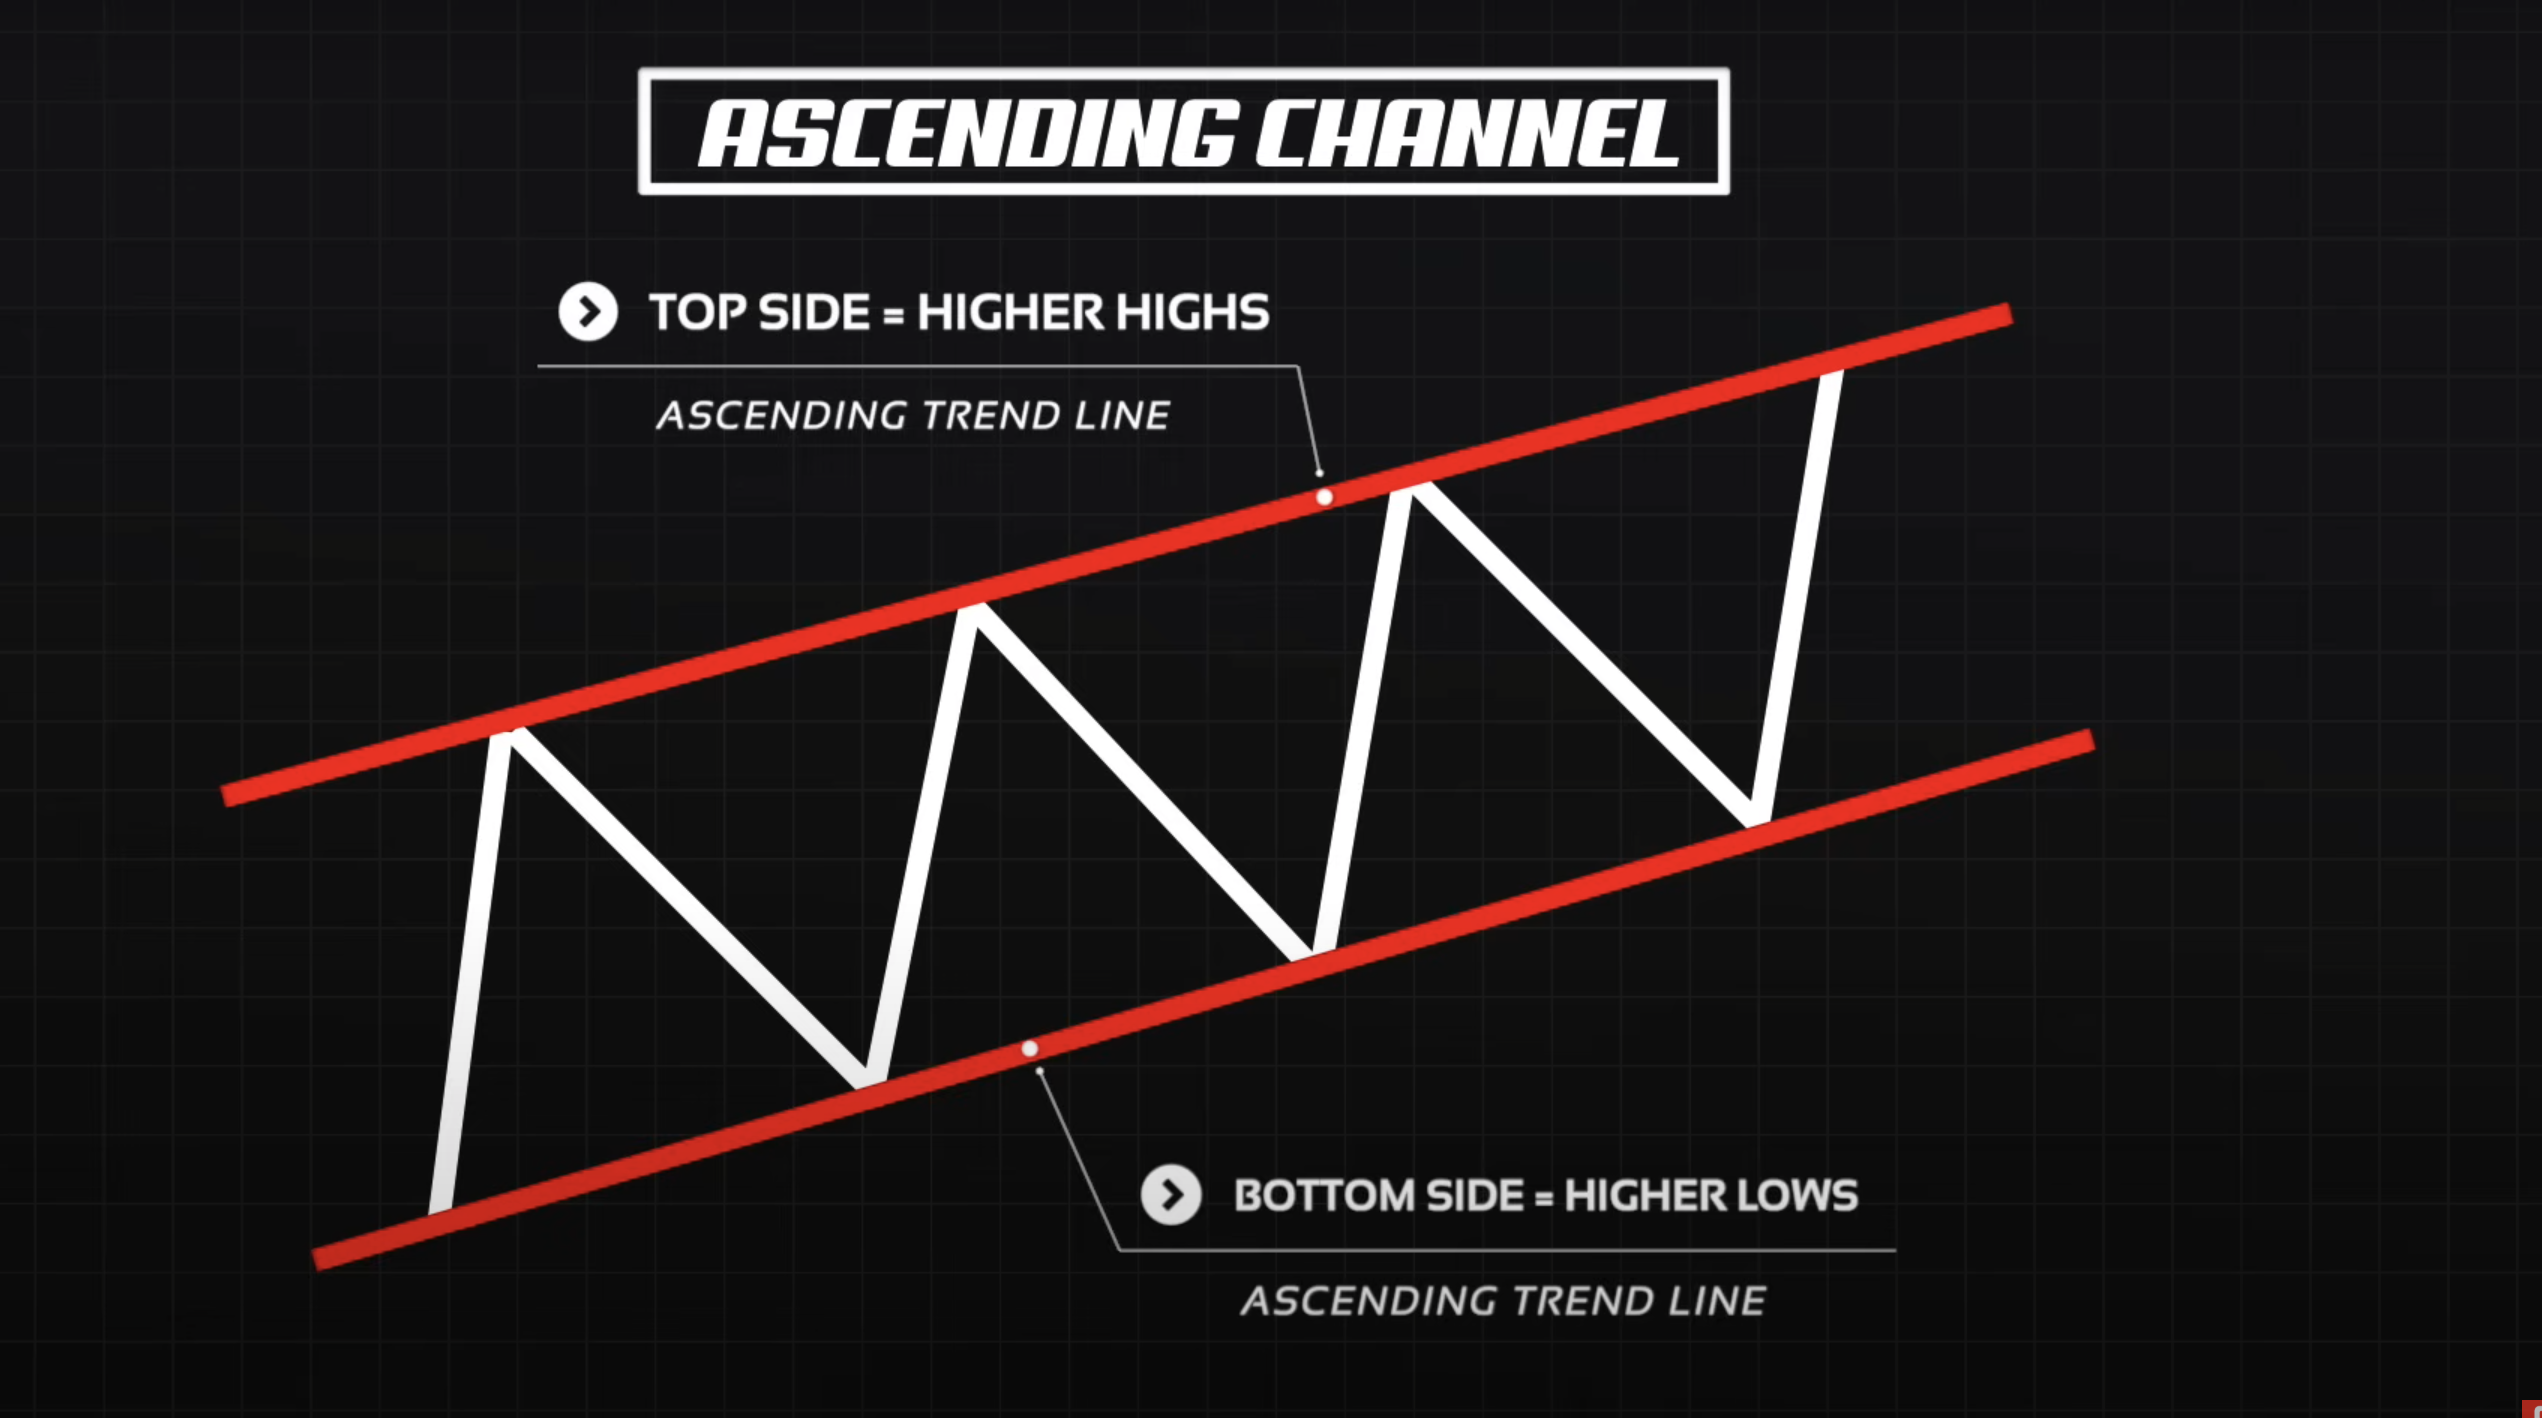 ASCENDING CHANNEL
TOP SIDE = HIGHER HIGHS
ASCENDING TREND LINE
BOTTOM SIDE = HIGHER LOWS
ASCENDING TREND LINE